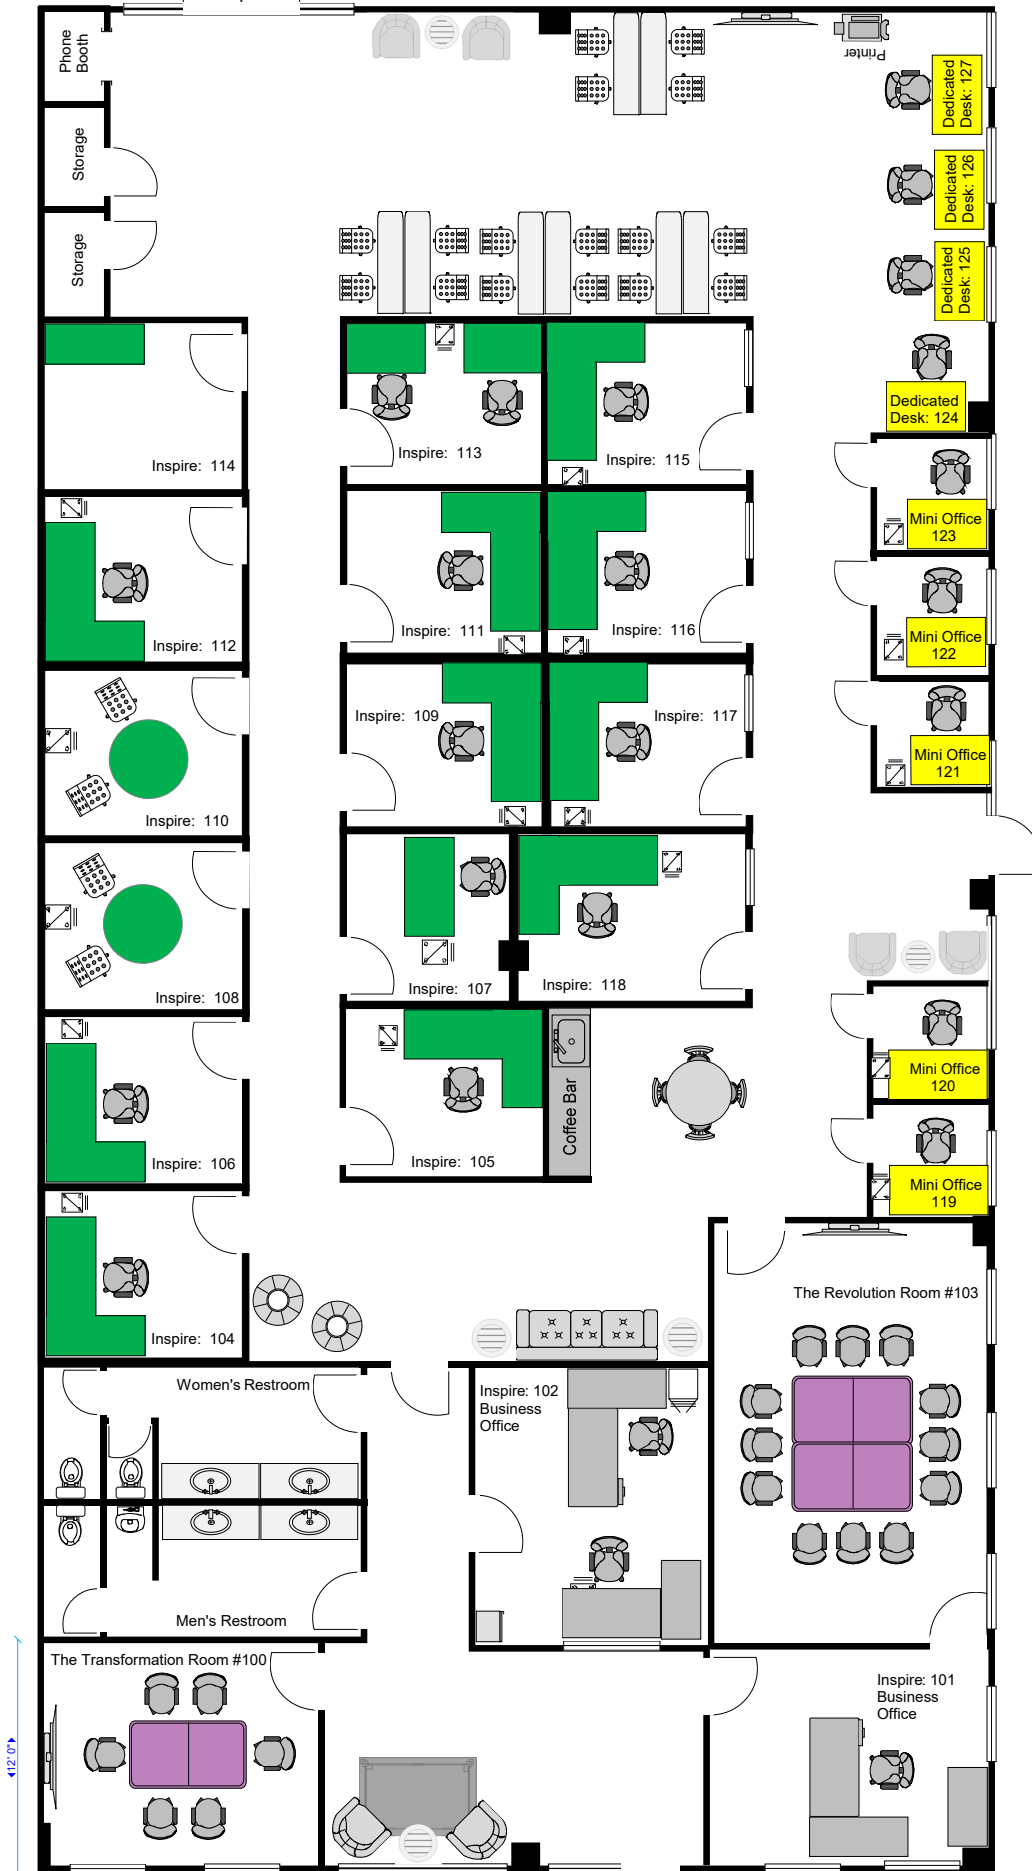 Phone
Booth
Printer
Dedicated
Desk: 127
Storage
Dedicated
Desk: 126
Storage
Dedicated
Desk: 125
Dedicated
Desk: 124
Inspire: 114
Inspire: 113
Inspire: 115
Mini Office
123
Inspire: 112
Inspire: 111
Inspire: 116
Mini Office
122
Inspire: 109
Inspire: 117
Mini Office
121
Inspire: 110
Inspire: 108
Inspire: 107
Inspire: 118
Mini Office
120
Coffee Bar
Inspire: 106
Inspire: 105
Mini Office
119
The Revolution Room #103
Inspire: 104
Women's Restroom
Inspire: 102
Business
Office
Men's Restroom
The Transformation Room #100
Inspire: 101
Business
Office
12' 0"